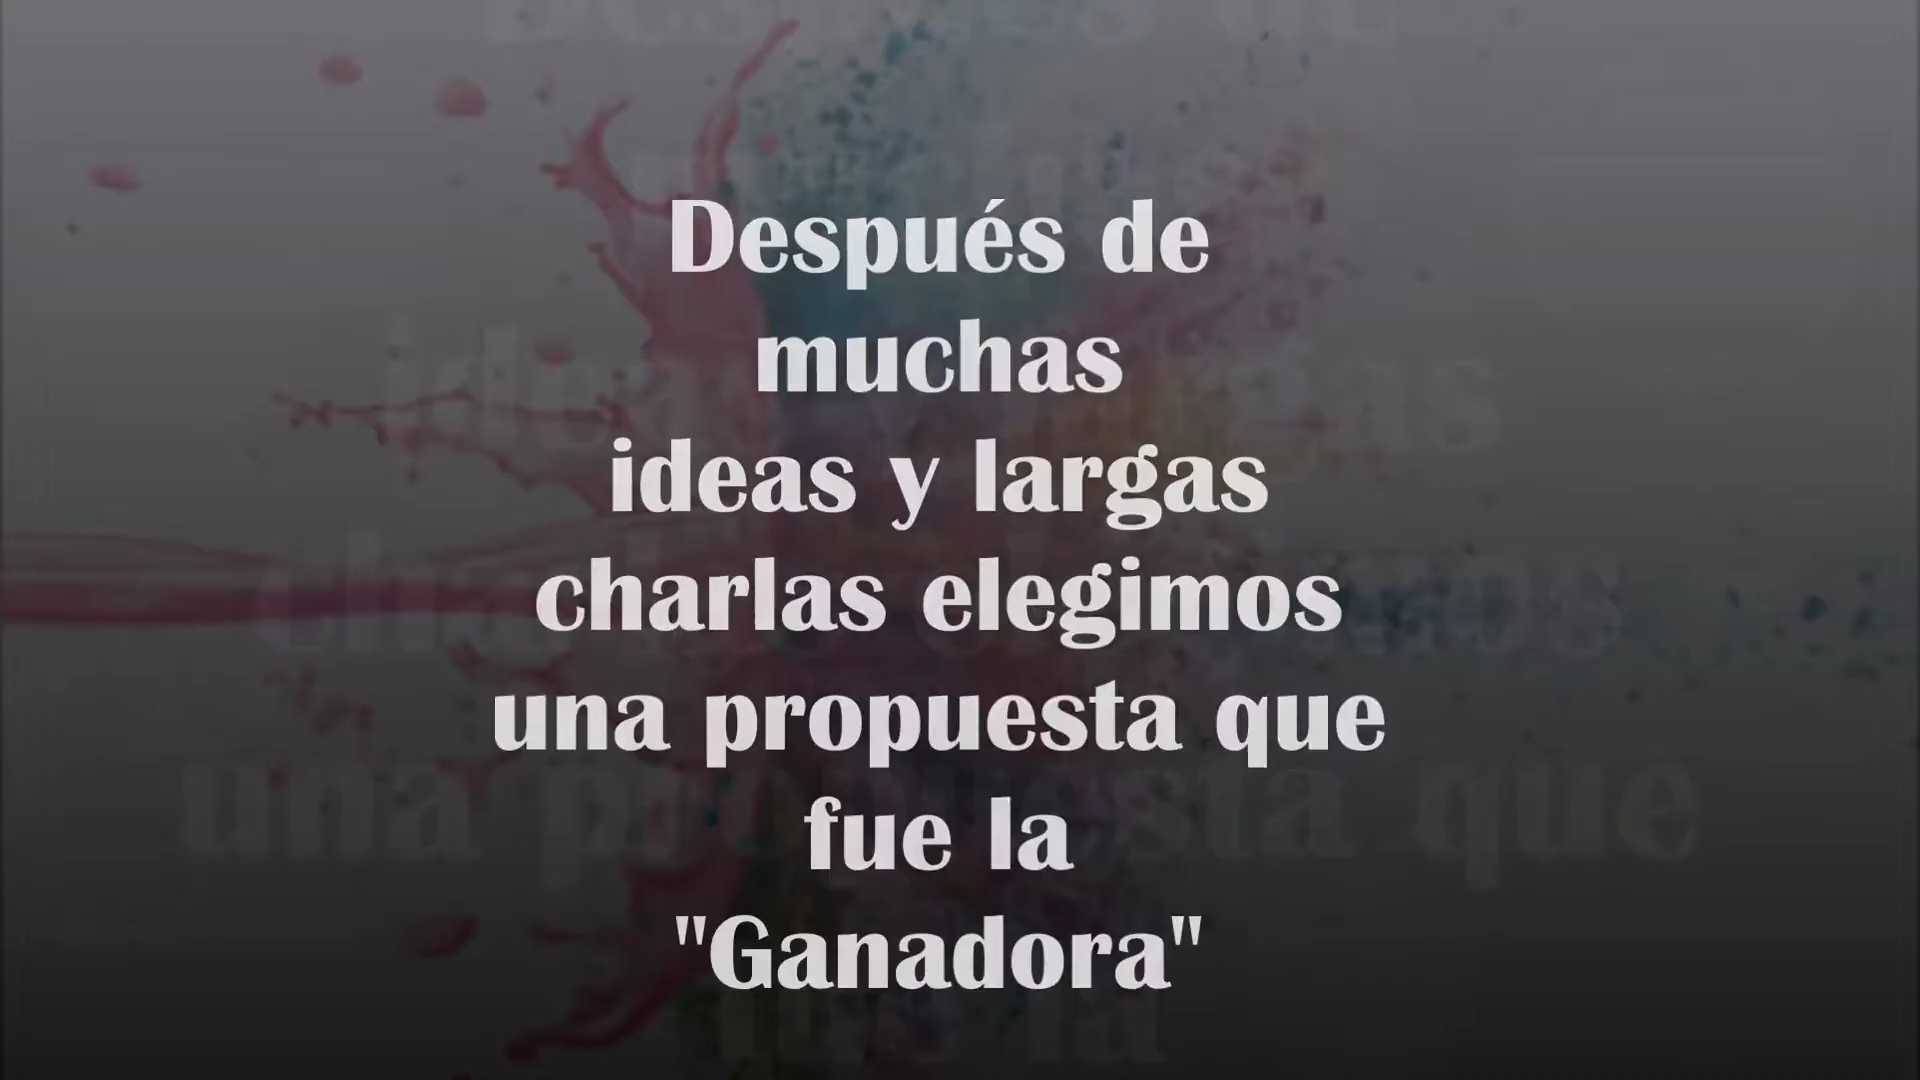 Después de
muchas
ideas y largas
charlas elegimos
una propuesta que
fue la
"Ganadora"